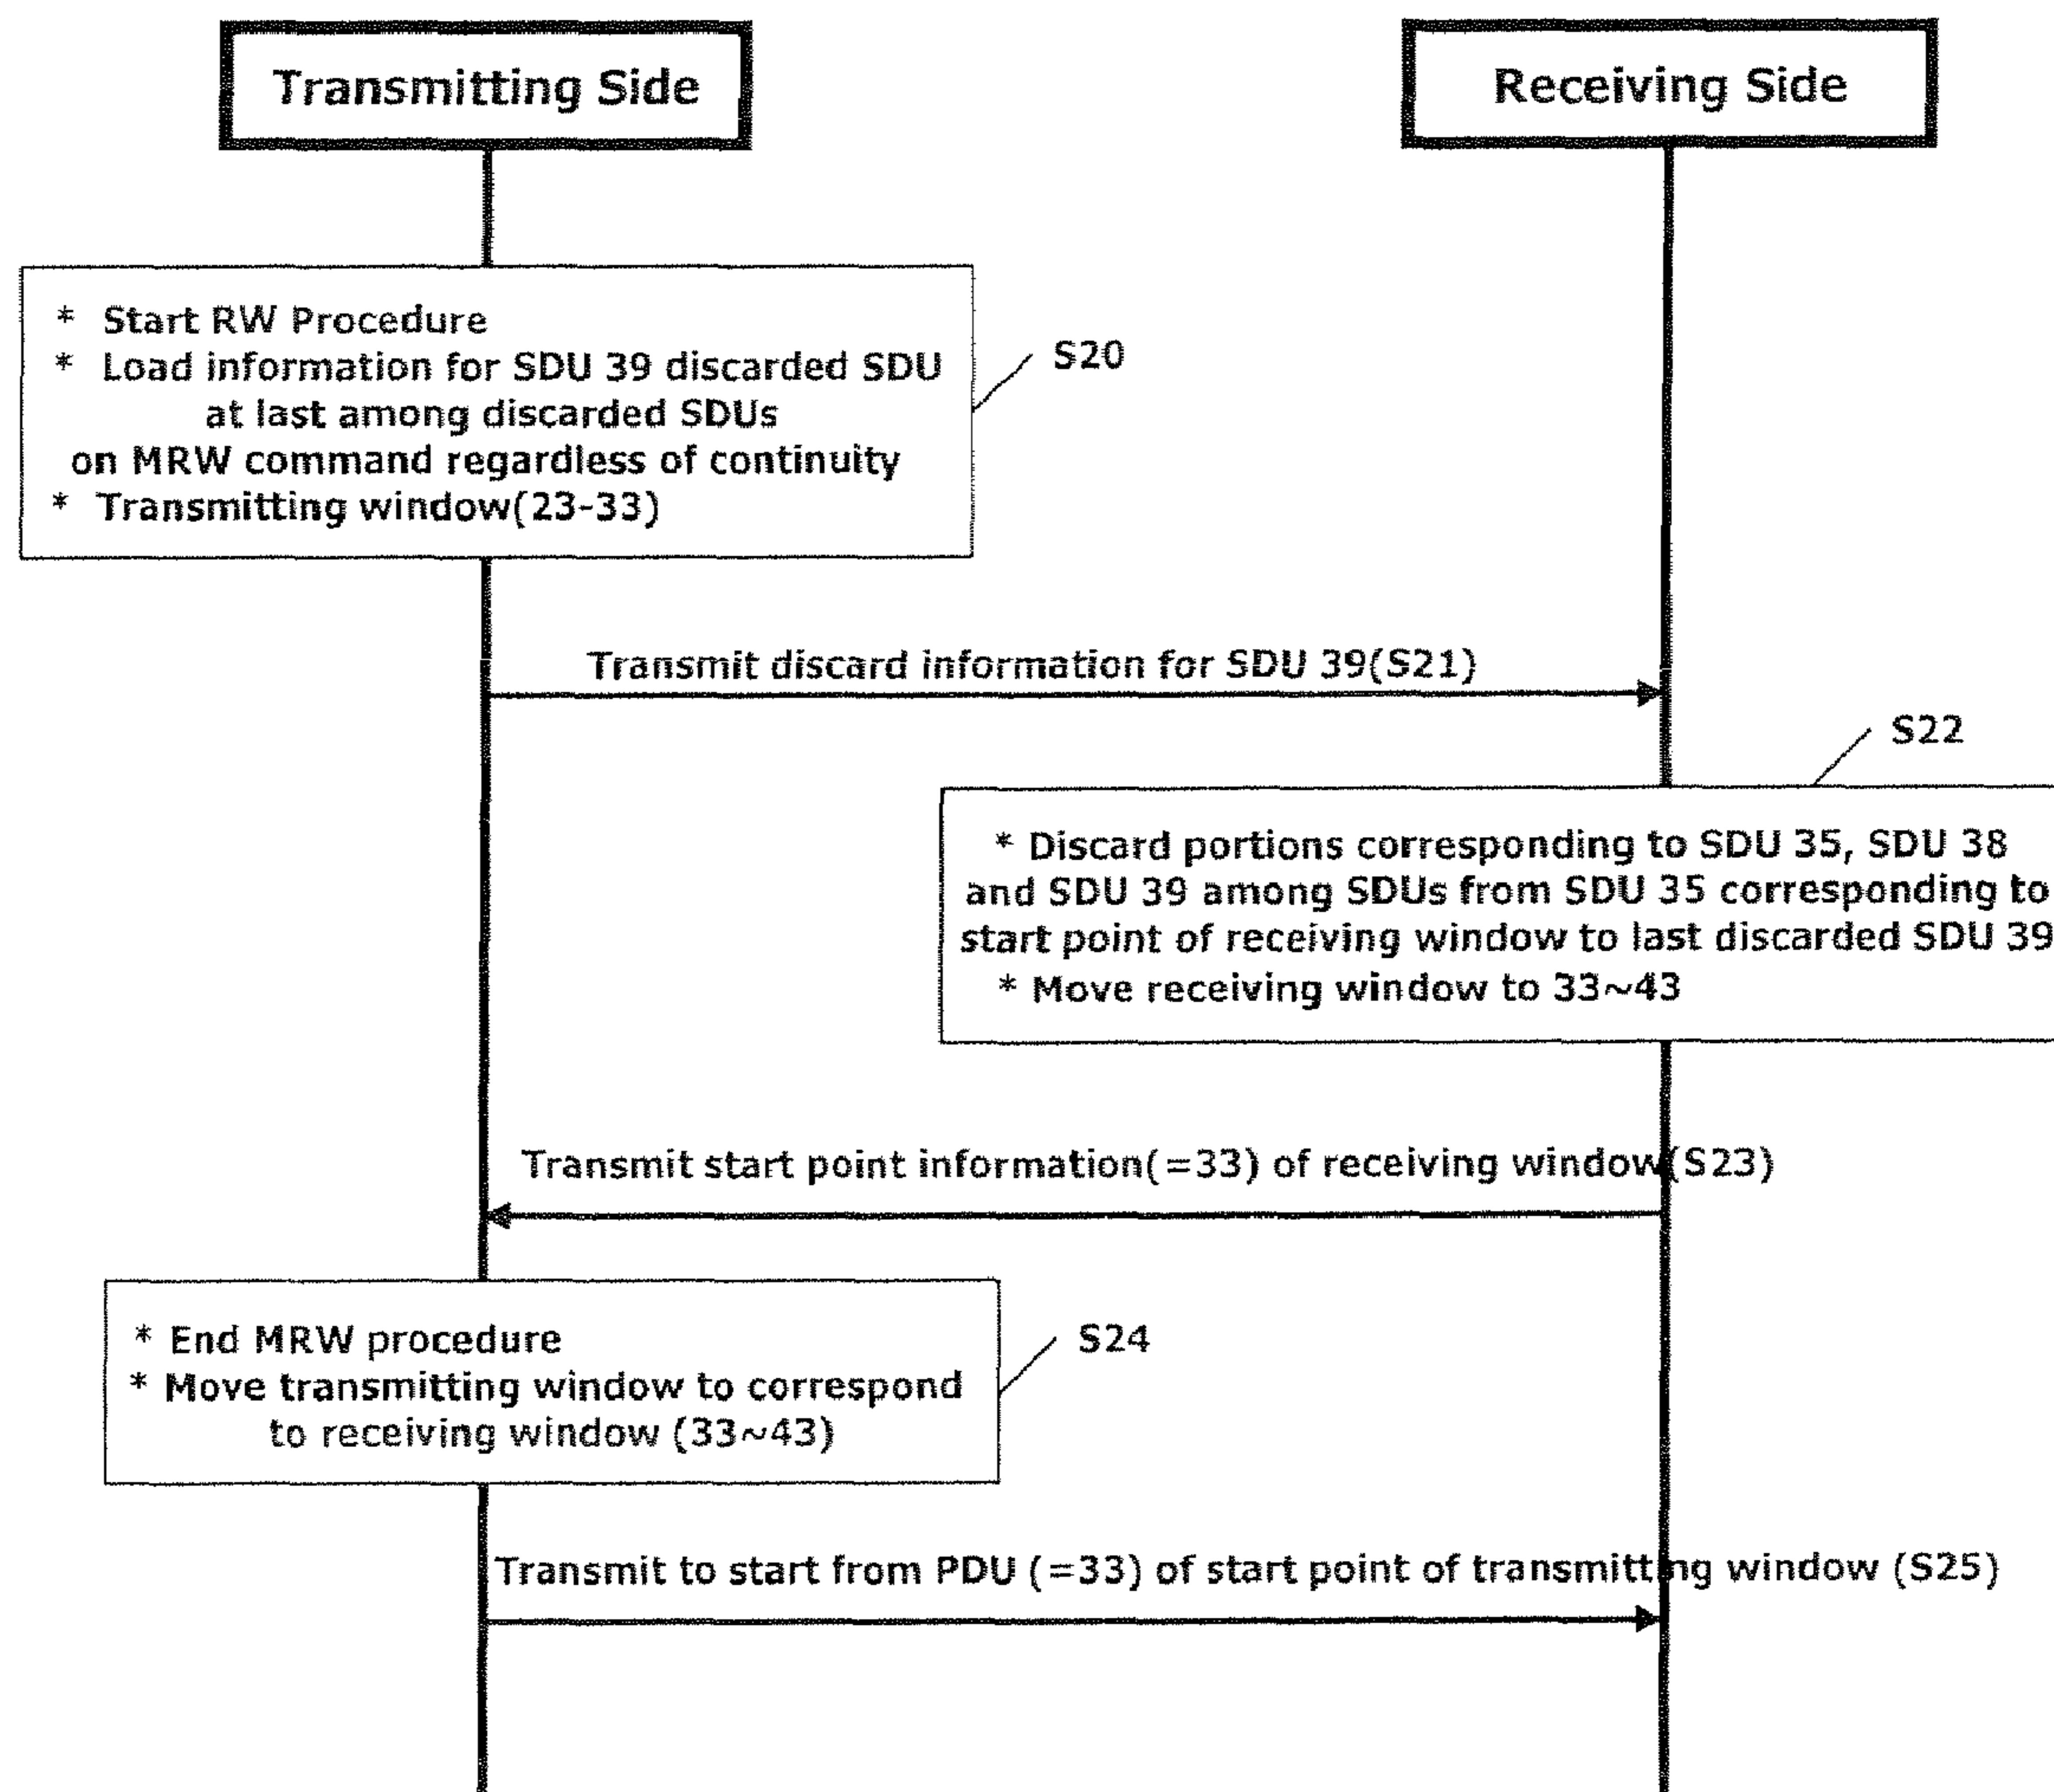 Transmitting Side
Receiving Side
* Start RW Procedure
* Load information for SDU 39 discarded SDU
at last among discarded SDUs
on MRW command regardless of continuity
* Transmitting window(23-33)
S20
Transmit discard information for SDU 39(S21)
S22
* Discard portions corresponding to SDU 35, SDU 38
and SDU 39 among SDUs from SDU 35 corresponding to
start point of receiving window to last discarded SDU 39
* Move receiving window to 33~43
Transmit start point information(=33) of receiving window(S23)
* End MRW procedure
* Move transmitting window to correspond
to receiving window (33~43)
S24
Transmit to start from PDU (=33) of start point of transmitting window (S25)